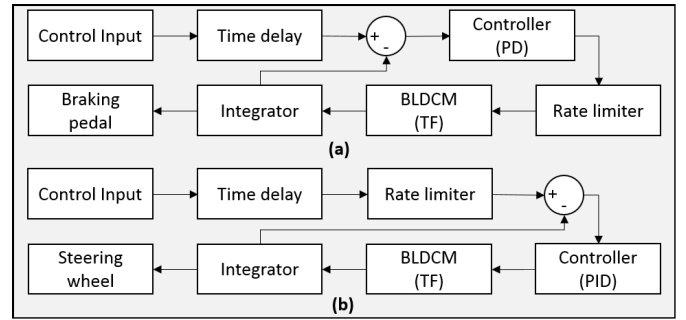 Control Input
Time delay
+
-
Controller
(PD)
Braking
pedal
Integrator
BLDCM
(TF)
Rate limiter
(a)
Control Input
Time delay
Rate limiter
+
-
Steering
wheel
Integrator
BLDCM
(TF)
Controller
(PID)
(b)